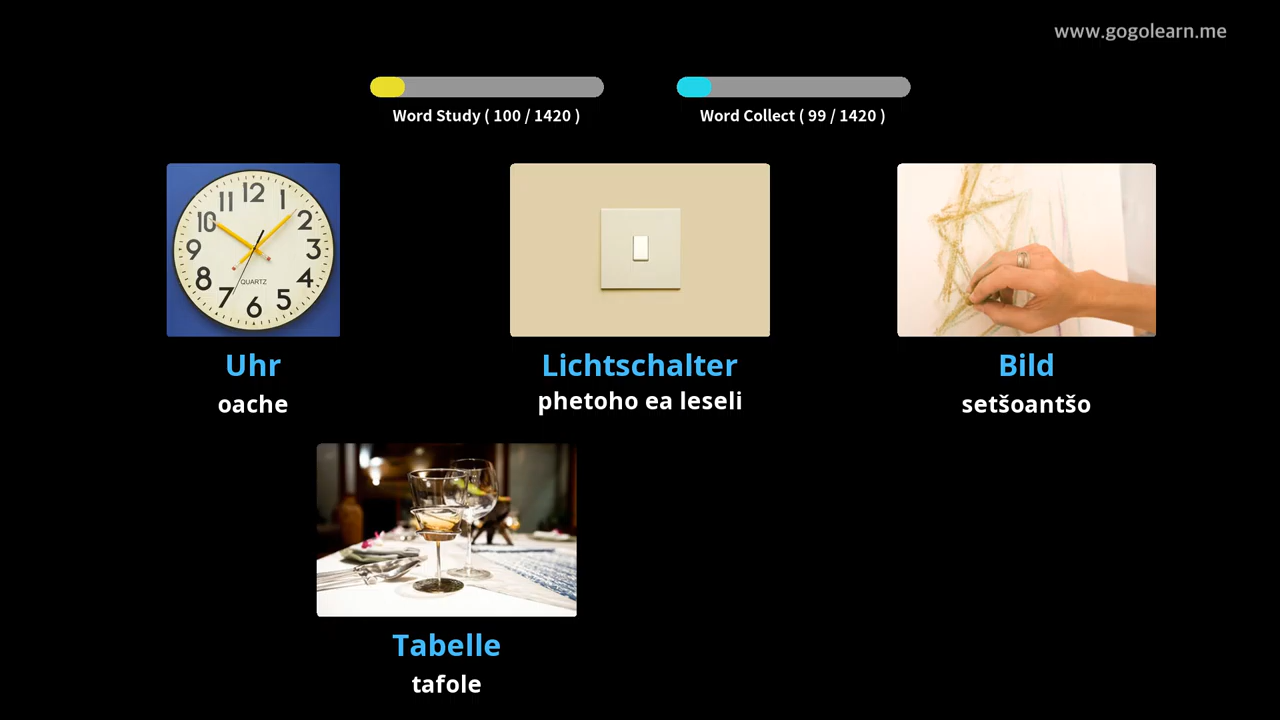 www.gogolearn.me
Word Study ( 100 / 1420 )
Word Collect ( 99 / 1420 )
12
11
1
10
2
9
3
8
4
7
5
6
QUARTZ
Uhr
Lichtschalter
Bild
oache
phetoho ea leseli
setšoantšo
Tabelle
tafole